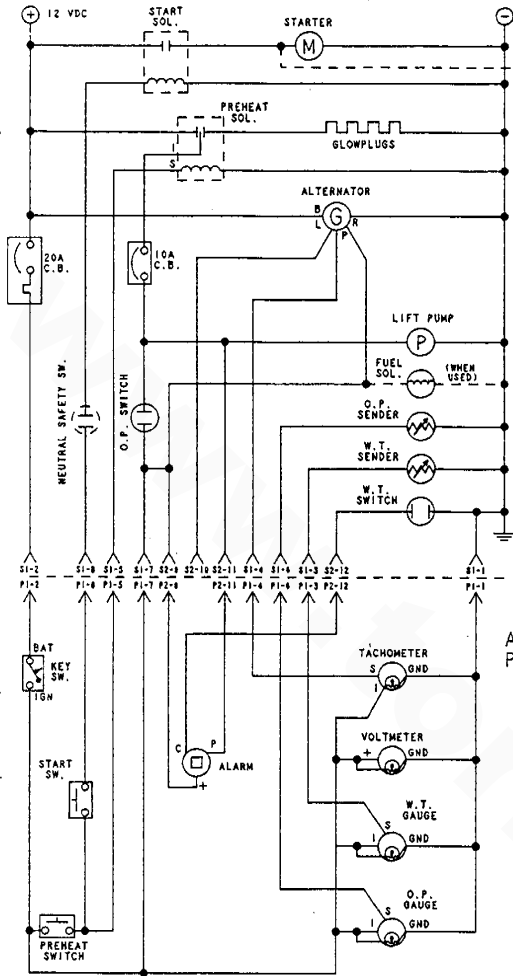 + 12 VDC
−
START
SOL.
STARTER
M
PREHEAT
SOL.
S
GLOWPLUGS
ALTERNATOR
B
L
G
R
P
20A
C.B.
10A
C.B.
LIFT PUMP
P
FUEL
SOL.
(WHEN
USED)
NEUTRAL SAFETY SW.
O.P. SWITCH
O.P.
SENDER
W.T.
SENDER
W.T.
SWITCH
S1-2 S1-8 S1-5 S1-7 S2-10 S2-11 S1-4 S1-6 S1-3 S2-12 S1-1
P1-2 P1-8 P1-5 P1-7 P2-11 P1-4 P1-6 P1-3 P2-12 P1-1
BAT
KEY
SW.
IGN
TACHOMETER
S
GND
I
A
P
VOLTMETER
+
GND
C
P
ALARM
+
START
SW.
W.T.
GAUGE
S
I
GND
O.P.
GAUGE
S
I
GND
PREHEAT
SWITCH